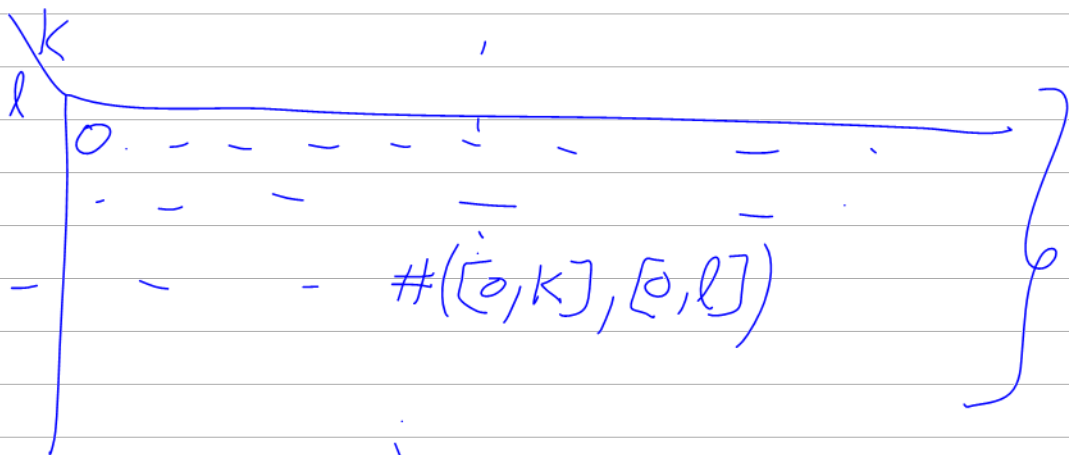 K
l
0 . - - - - - - - .
. - - - - .
- - - #([0,K],[0,l])